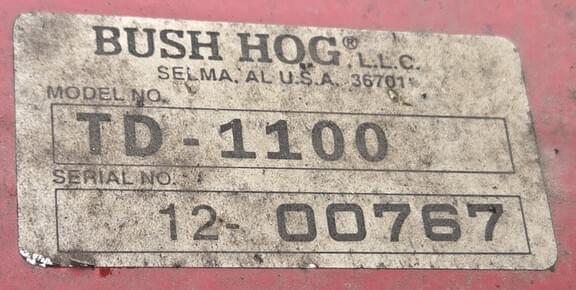 BUSH HOG® L.L.C.
SELMA, AL U.S.A. 36701
MODEL NO.
TD-1100
SERIAL NO.
12-00767